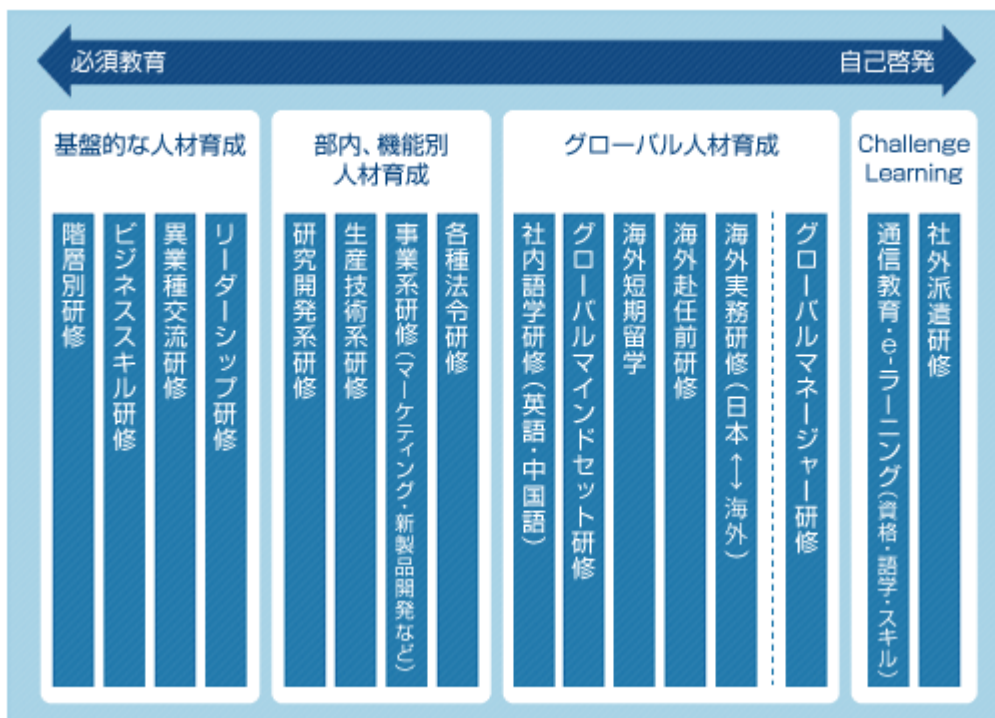 必須教育
自己啓発
基盤的な人材育成
階層別研修
ビジネススキル研修
異業種交流研修
リーダーシップ研修
部内、機能別
人材育成
研究開発系研修
生産技術系研修
事業系研修（マーケティング・新製品開発など）
各種法令研修
グローバル人材育成
社内語学研修（英語・中国語）
グローバルマインドセット研修
海外短期留学
海外赴任前研修
海外実務研修（日本↔海外）
グローバルマネージャー研修
Challenge
Learning
通信教育・e-ラーニング（資格・語学・スキル）
社外派遣研修